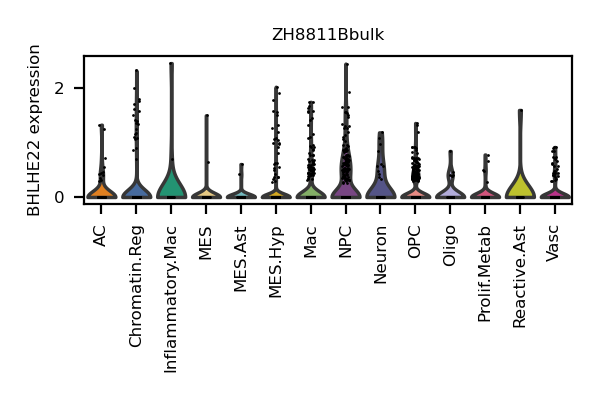 ZH8811Bbulk
BHLHE22 expression
2
0
AC
Chromatin.Reg
Inflammatory.Mac
MES
MES.Ast
MES.Hyp
Mac
NPC
Neuron
OPC
Oligo
Prolif.Metab
Reactive.Ast
Vasc